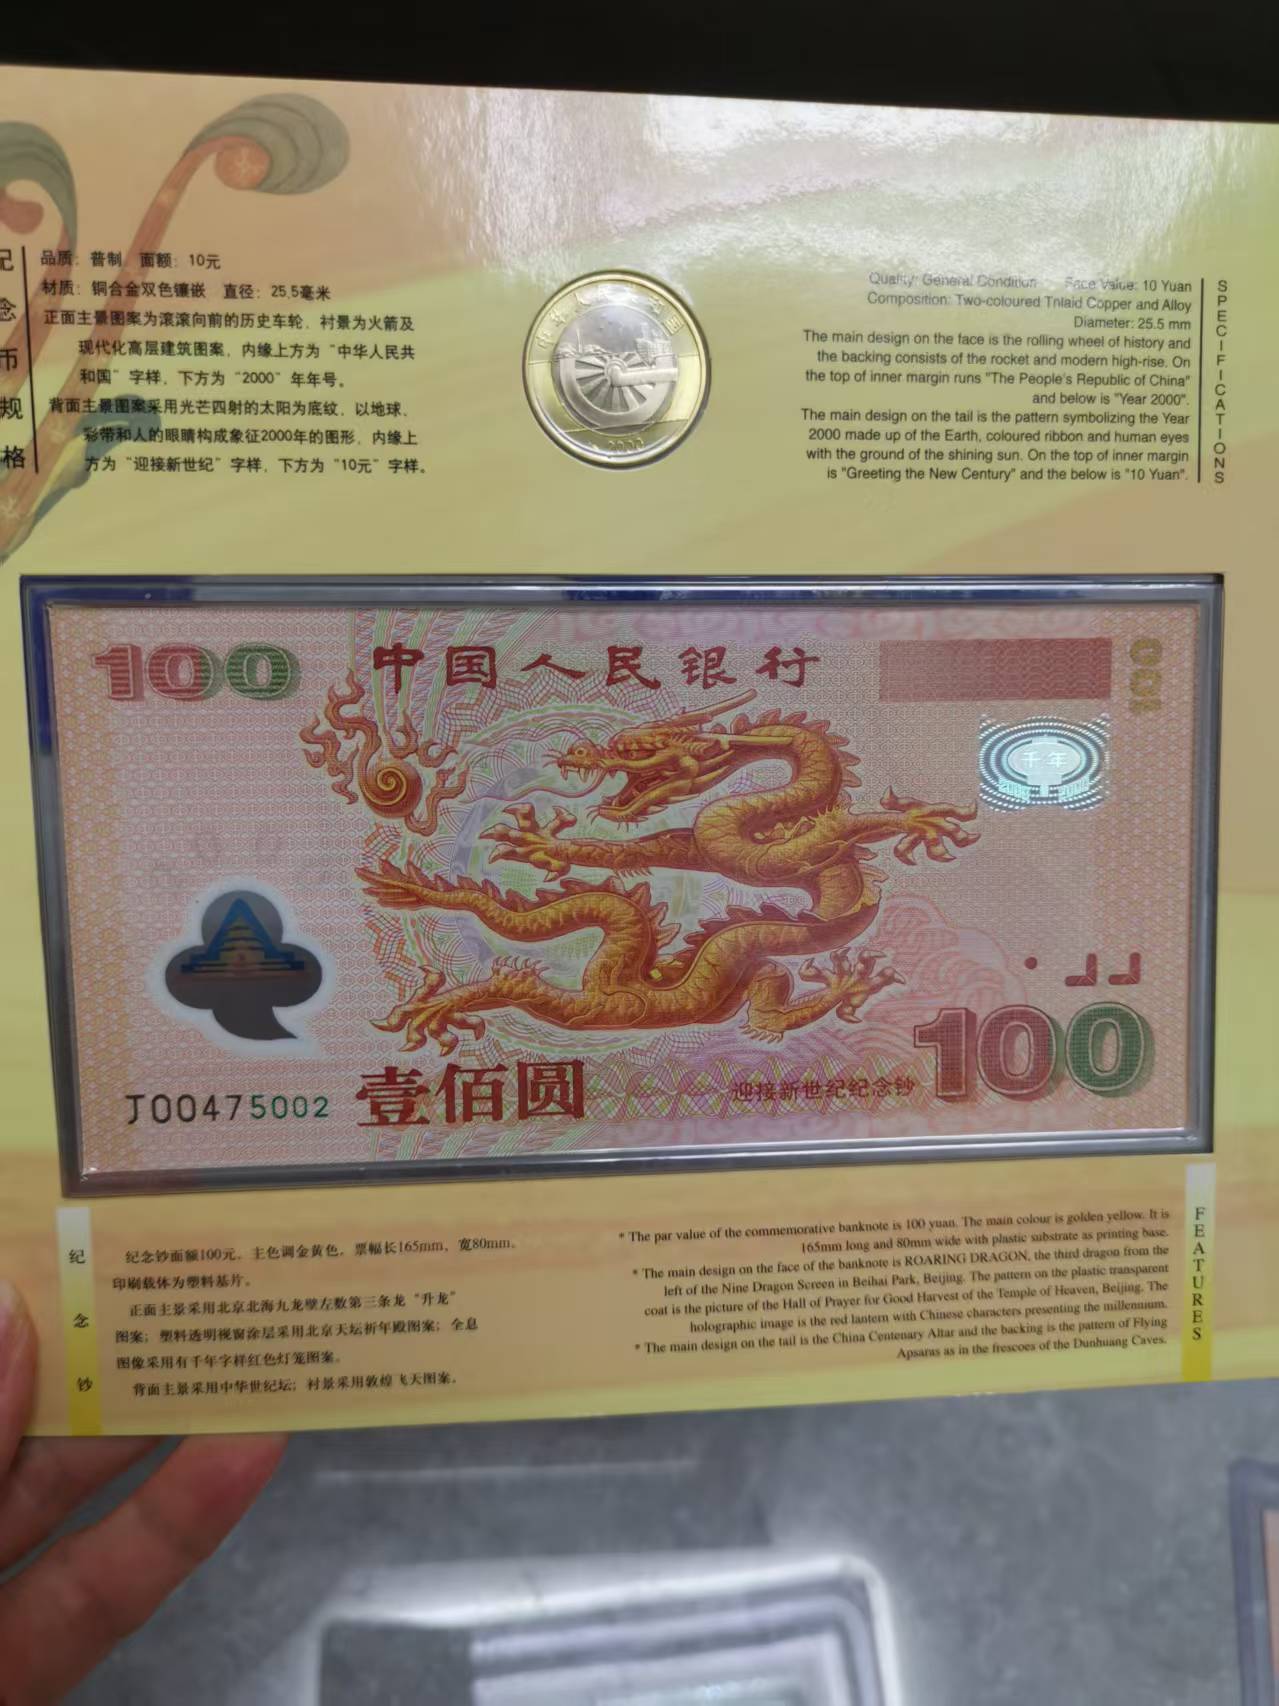 纪念币规格
品质：普制 面额：10元
材质：铜合金双色镶嵌 直径：25.5毫米
正面主景图案为滚滚向前的历史车轮，衬景为火箭及
现代化高层建筑图案，内缘上方为“中华人民共
和国”字样，下方为“2000”年年号。
背面主景图案采用光芒四射的太阳为底纹，以地球、
彩带和人的眼睛构成象征2000年的图形，内缘上
方为“迎接新世纪”字样，下方为“10元”字样。
中华人民共和国
2000
Quality: General Condition Face Value: 10 Yuan
Composition: Two-coloured Tnlaid Copper and Alloy
Diameter: 25.5 mm
The main design on the face is the rolling wheel of history and
the backing consists of the rocket and modern high-rise. On
the top of inner margin runs "The People's Republic of China"
and below is "Year 2000".
The main design on the tail is the pattern symbolizing the Year
2000 made up of the Earth, coloured ribbon and human eyes
with the ground of the shining sun. On the top of inner margin
is "Greeting the New Century" and the below is "10 Yuan".
SPECIFICATIONS
100
中国人民银行
100
千年
J00475002
壹佰圆
迎接新世纪纪念钞
100
纪念钞
纪念钞面额100元，主色调金黄色，票幅长165mm，宽80mm。
印刷载体为塑料基片。
正面主景采用北京北海九龙壁左数第三条龙“升龙”
图案；塑料透明视窗涂层采用北京天坛祈年殿图案；全息
图像采用有千年字样红色灯笼图案。
背面主景采用中华世纪坛；衬景采用敦煌飞天图案。
* The par value of the commemorative banknote is 100 yuan. The main colour is golden yellow. It is
165mm long and 80mm wide with plastic substrate as printing base.
* The main design on the face of the banknote is ROARING DRAGON, the third dragon from the
left of the Nine Dragon Screen in Beihai Park, Beijing. The pattern on the plastic transparent
coat is the picture of the Hall of Prayer for Good Harvest of the Temple of Heaven, Beijing. The
holographic image is the red lantern with Chinese characters presenting the millennium.
* The main design on the tail is the China Centenary Altar and the backing is the pattern of Flying
Apsaras as in the frescoes of the Dunhuang Caves.
FEATURES